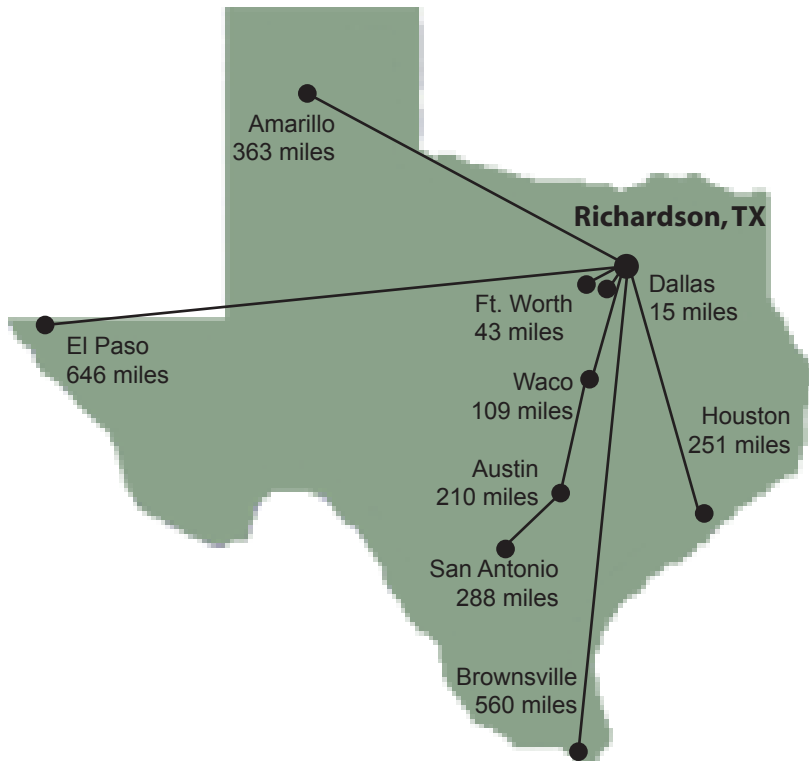 Amarillo
363 miles
Richardson, TX
Dallas
15 miles
Ft. Worth
43 miles
El Paso
646 miles
Waco
109 miles
Houston
251 miles
Austin
210 miles
San Antonio
288 miles
Brownsville
560 miles